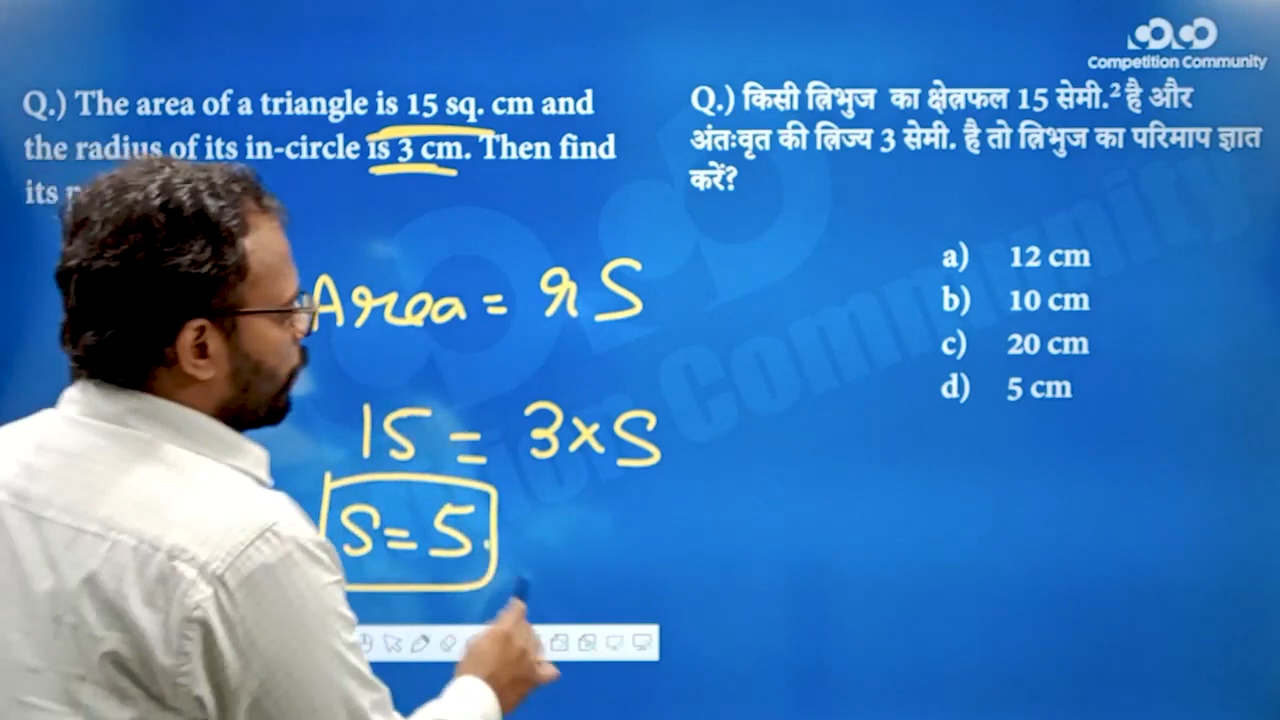 Competition Community
Q.) The area of a triangle is 15 sq. cm and
the radius of its in-circle is 3 cm. Then find
its
Q.) किसी त्रिभुज का क्षेत्रफल 15 सेमी.² है और
अंतःवृत की त्रिज्य 3 सेमी. है तो त्रिभुज का परिमाप ज्ञात
करें?
a) 12 cm
b) 10 cm
c) 20 cm
d) 5 cm
Area = r S
15 = 3 × S
S = 5.
Community